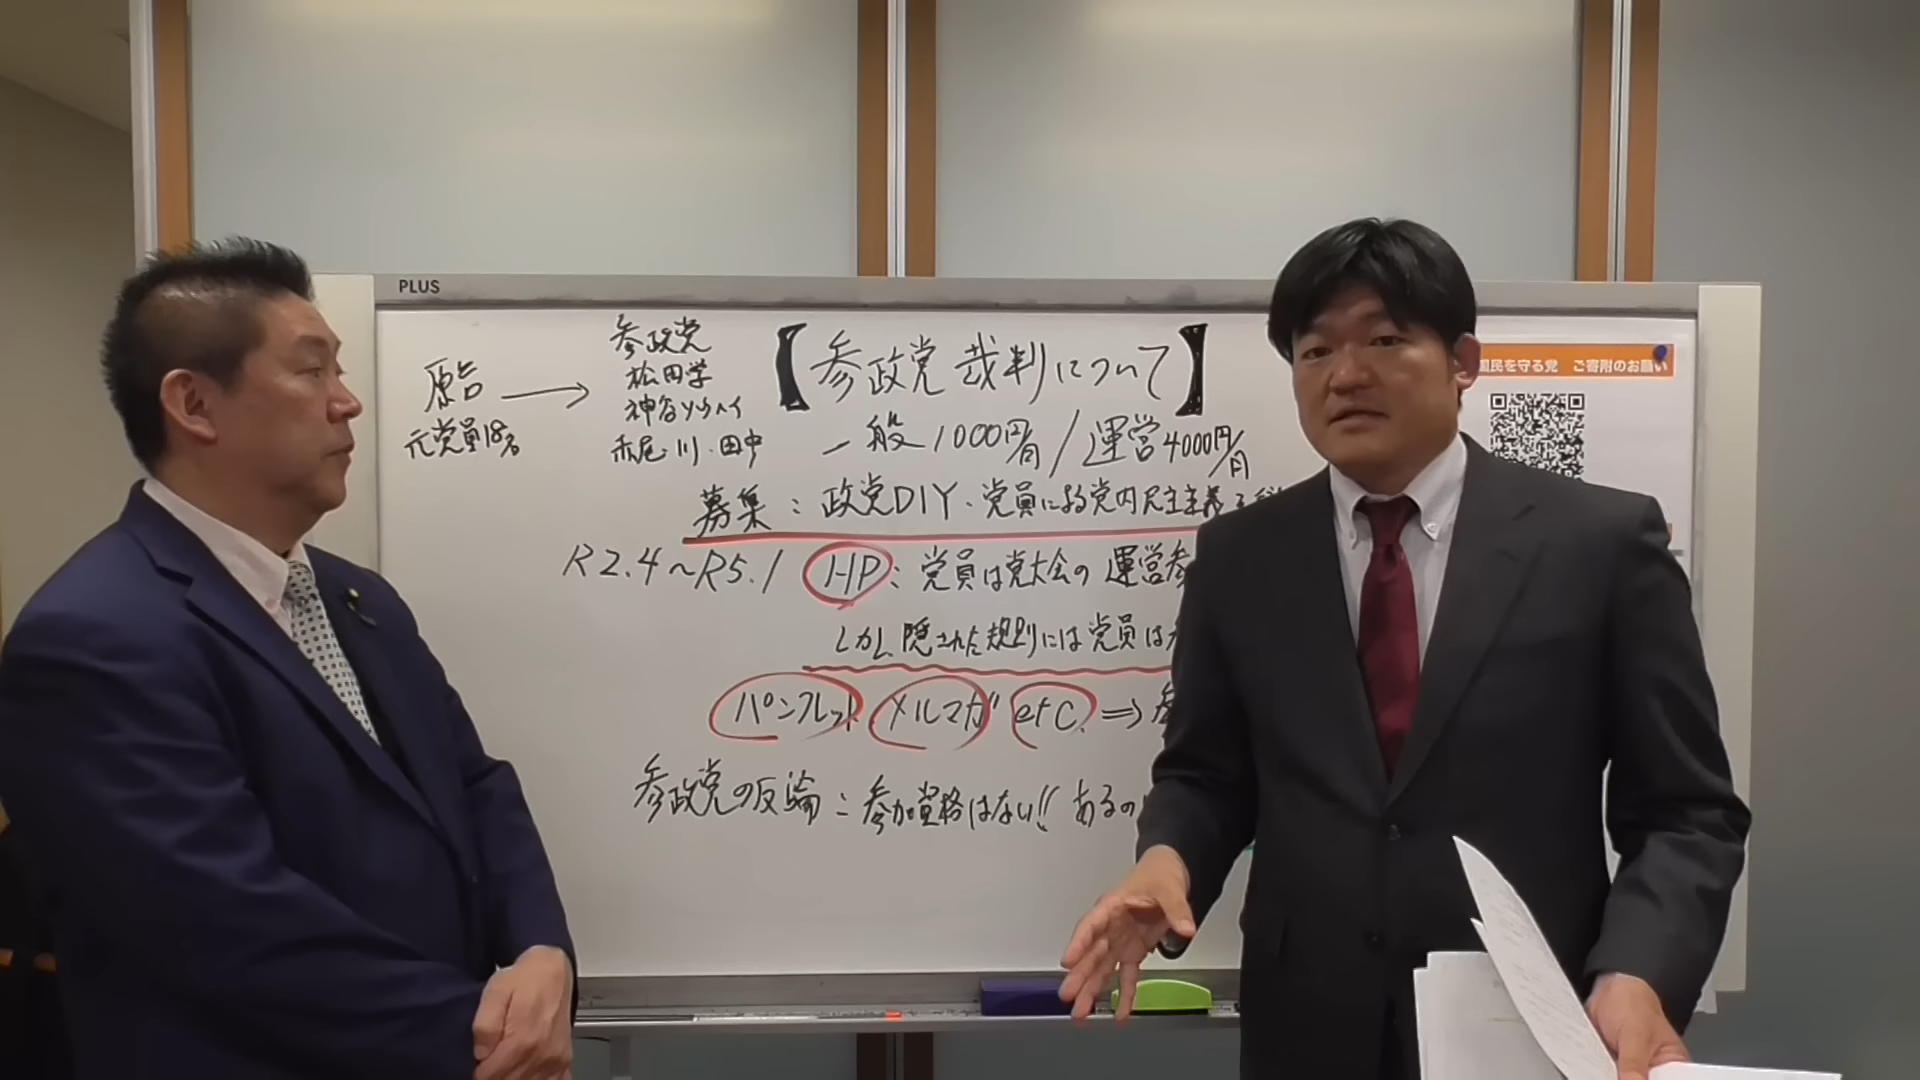 PLUS
原告
元党員18名
参政党
松田学
神谷ソウヘイ
赤尾・川・田中
【参政党 裁判について】
一般1000円/月/運営4000円/月
国民を守る党 ご寄附のお願い
募集:政党DIY・党員による党内民主主義
R2.4〜R5.1 HP:党員は党大会の運営参
しかし、隠された規則には党員は
パンフレット メルマガ etc ⇒ 参
参政党の反論:参加資格はない!! あるの